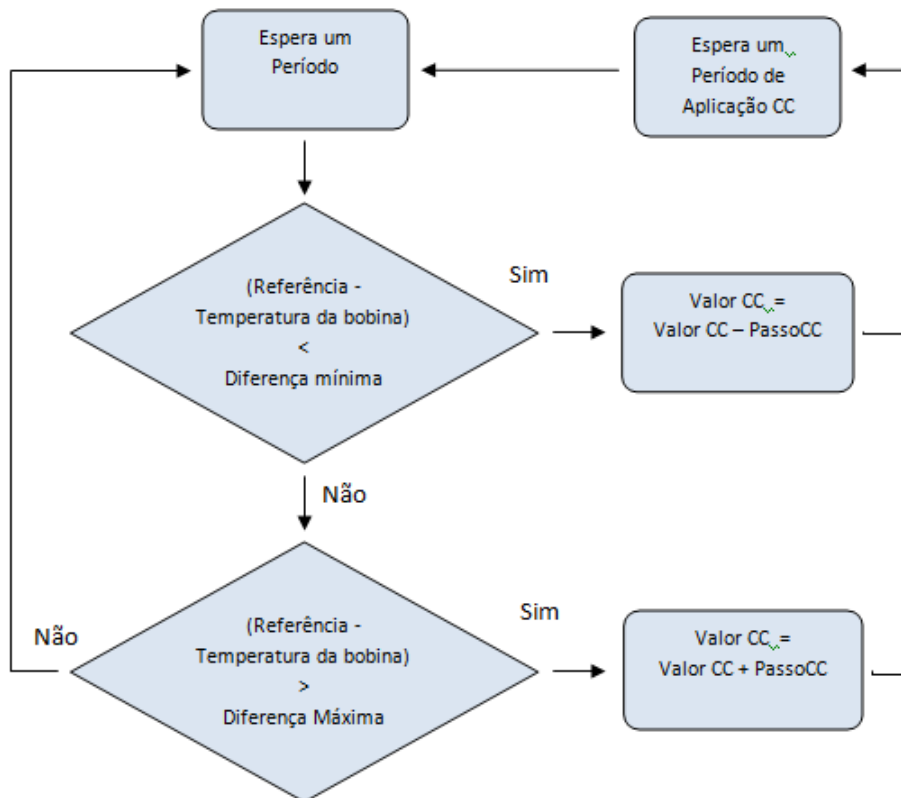 Espera um
Período
Espera um
Período de
Aplicação CC
(Referência -
Temperatura da bobina)
<
Diferença mínima
Sim
Valor CC =
Valor CC – PassoCC
Não
(Referência -
Temperatura da bobina)
>
Diferença Máxima
Não
Sim
Valor CC =
Valor CC + PassoCC